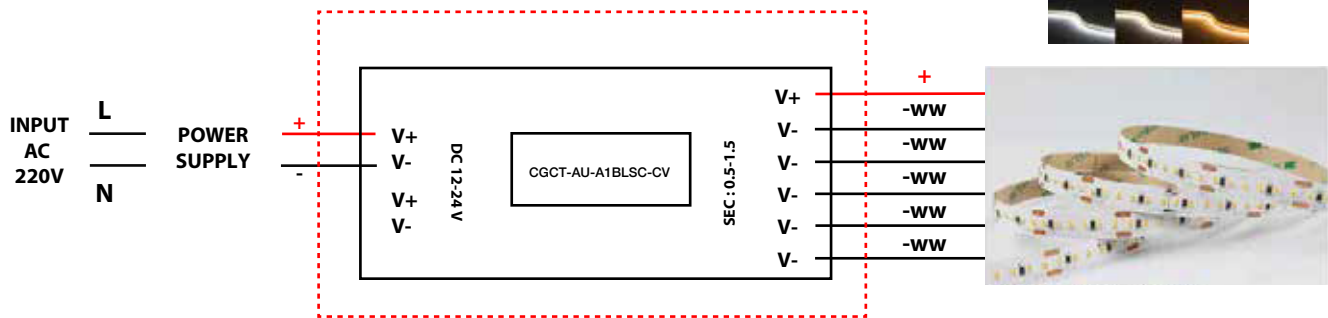 INPUT
AC
220V
L
N
POWER
SUPPLY
+
-
V+
V-
V+
V-
DC 12-24 V
CGCT-AU-A1BLSC-CV
SEC : 0.5-1.5
V+
V-
V-
V-
V-
V-
+
-WW
-WW
-WW
-WW
-WW